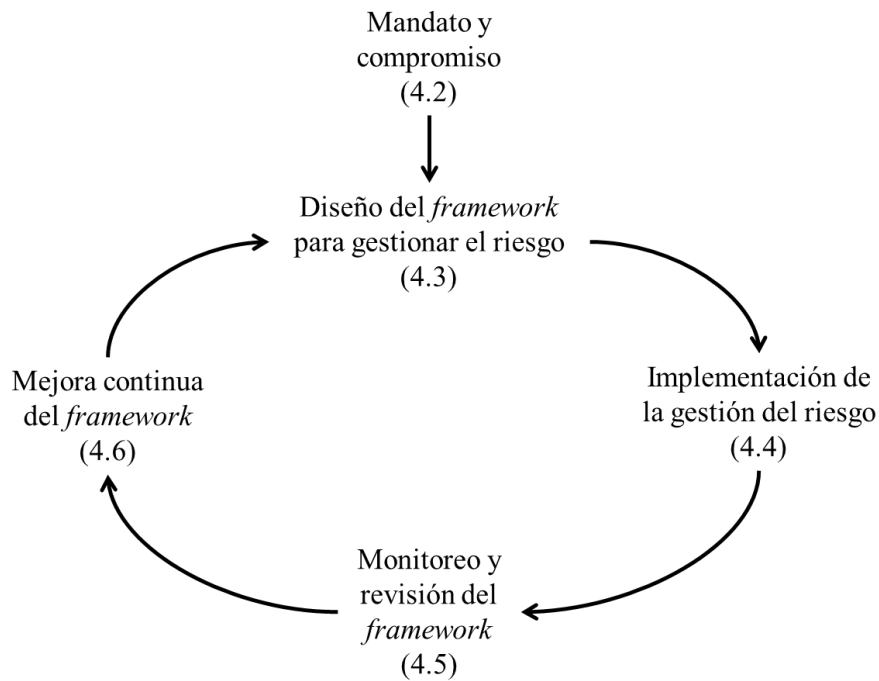 Mandato y
compromiso
(4.2)
Diseño del framework
para gestionar el riesgo
(4.3)
Implementación de
la gestión del riesgo
(4.4)
Monitoreo y
revisión del
framework
(4.5)
Mejora continua
del framework
(4.6)